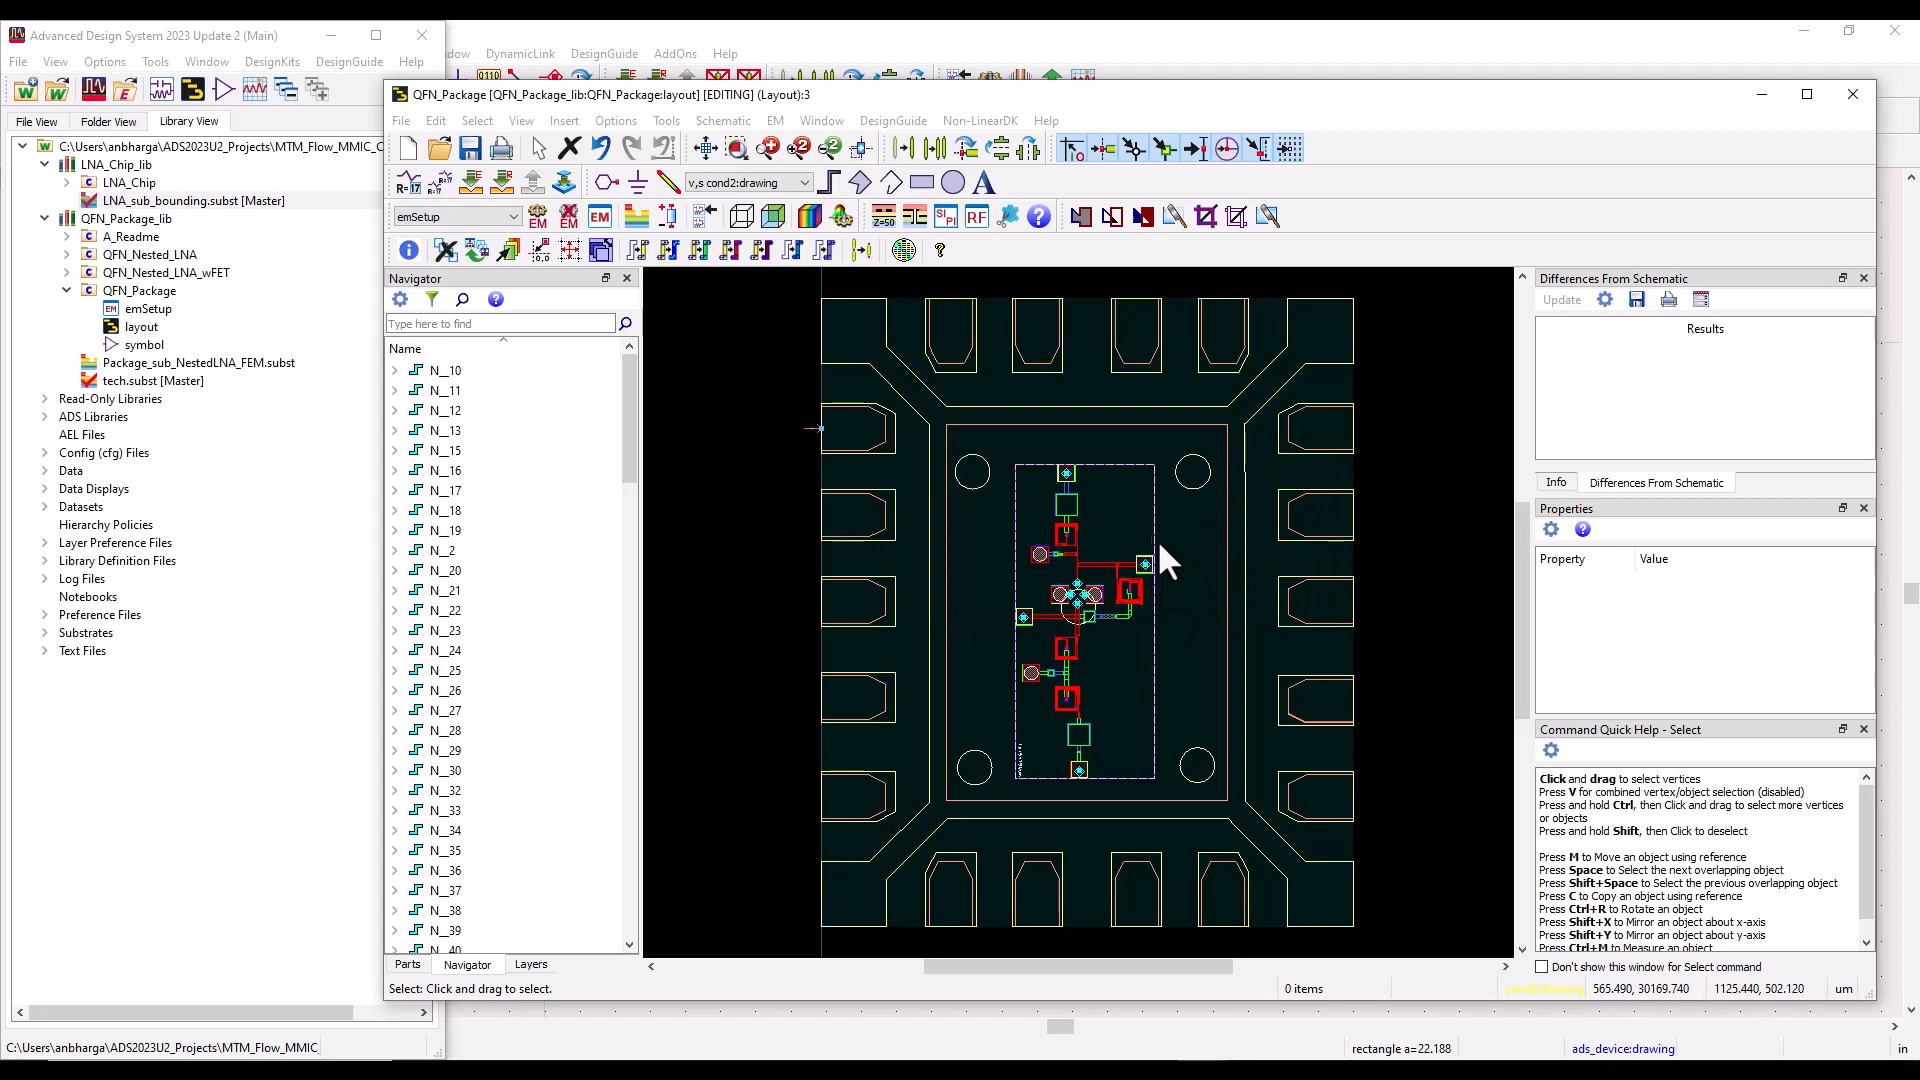 Advanced Design System 2023 Update 2 (Main)
File View Options Tools Window DesignKits DesignGuide Help
DynamicLink DesignGuide AddOns Help
File View Folder View Library View
C:\Users\anbharga\ADS2023U2_Projects\MTM_Flow_MMIC_C
LNA_Chip_lib
LNA_Chip
LNA_sub_bounding.subst [Master]
QFN_Package_lib
A_Readme
QFN_Nested_LNA
QFN_Nested_LNA_wFET
QFN_Package
EM emSetup
layout
symbol
Package_sub_NestedLNA_FEM.subst
tech.subst [Master]
Read-Only Libraries
ADS Libraries
AEL Files
Config (cfg) Files
Data
Data Displays
Datasets
Hierarchy Policies
Layer Preference Files
Library Definition Files
Log Files
Notebooks
Preference Files
Substrates
Text Files
C:\Users\anbharga\ADS2023U2_Projects\MTM_Flow_MMIC_
QFN_Package [QFN_Package_lib:QFN_Package:layout] [EDITING] (Layout):3
File Edit Select View Insert Options Tools Schematic EM Window DesignGuide Non-LinearDK Help
v,s cond2:drawing
emSetup
Navigator
Type here to find
Name
N__10
N__11
N__12
N__13
N__15
N__16
N__17
N__18
N__19
N__2
N__20
N__21
N__22
N__23
N__24
N__25
N__26
N__27
N__28
N__29
N__30
N__32
N__33
N__34
N__35
N__36
N__37
N__38
N__39
N__40
Parts Navigator Layers
Select: Click and drag to select.
0 items
cond2:drawing
565.490, 30169.740
1125.440, 502.120
um
Differences From Schematic
Update
Results
Info Differences From Schematic
Properties
Property Value
Command Quick Help - Select
Click and drag to select vertices
Press V for combined vertex/object selection (disabled)
Press and hold Ctrl, then Click and drag to select more vertices
or objects
Press and hold Shift, then Click to deselect
Press M to Move an object using reference
Press Space to Select the next overlapping object
Press Shift+Space to Select the previous overlapping object
Press C to Copy an object using reference
Press Ctrl+R to Rotate an object
Press Shift+X to Mirror an object about x-axis
Press Shift+Y to Mirror an object about y-axis
Press Ctrl+M to Measure an object
Don't show this window for Select command
rectangle a=22.188
ads_device:drawing
in